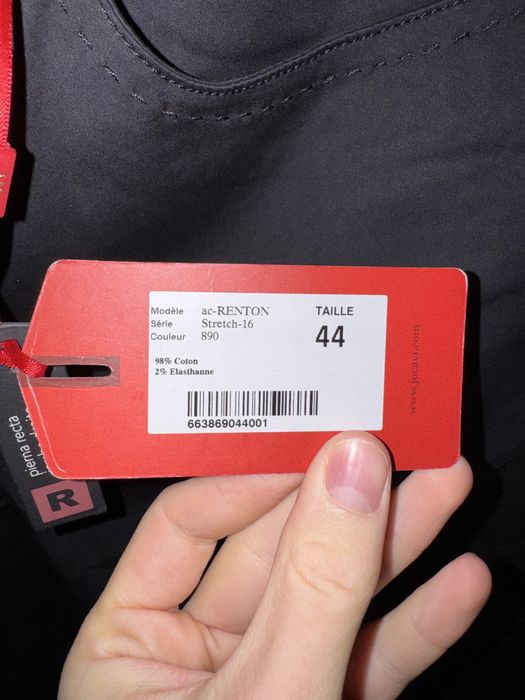 Modèle ac-RENTON
Série Stretch-16
Couleur 890
TAILLE
44
98% Coton
2% Elasthanne
663869044001
www.jocavi.com
pierna recta
R